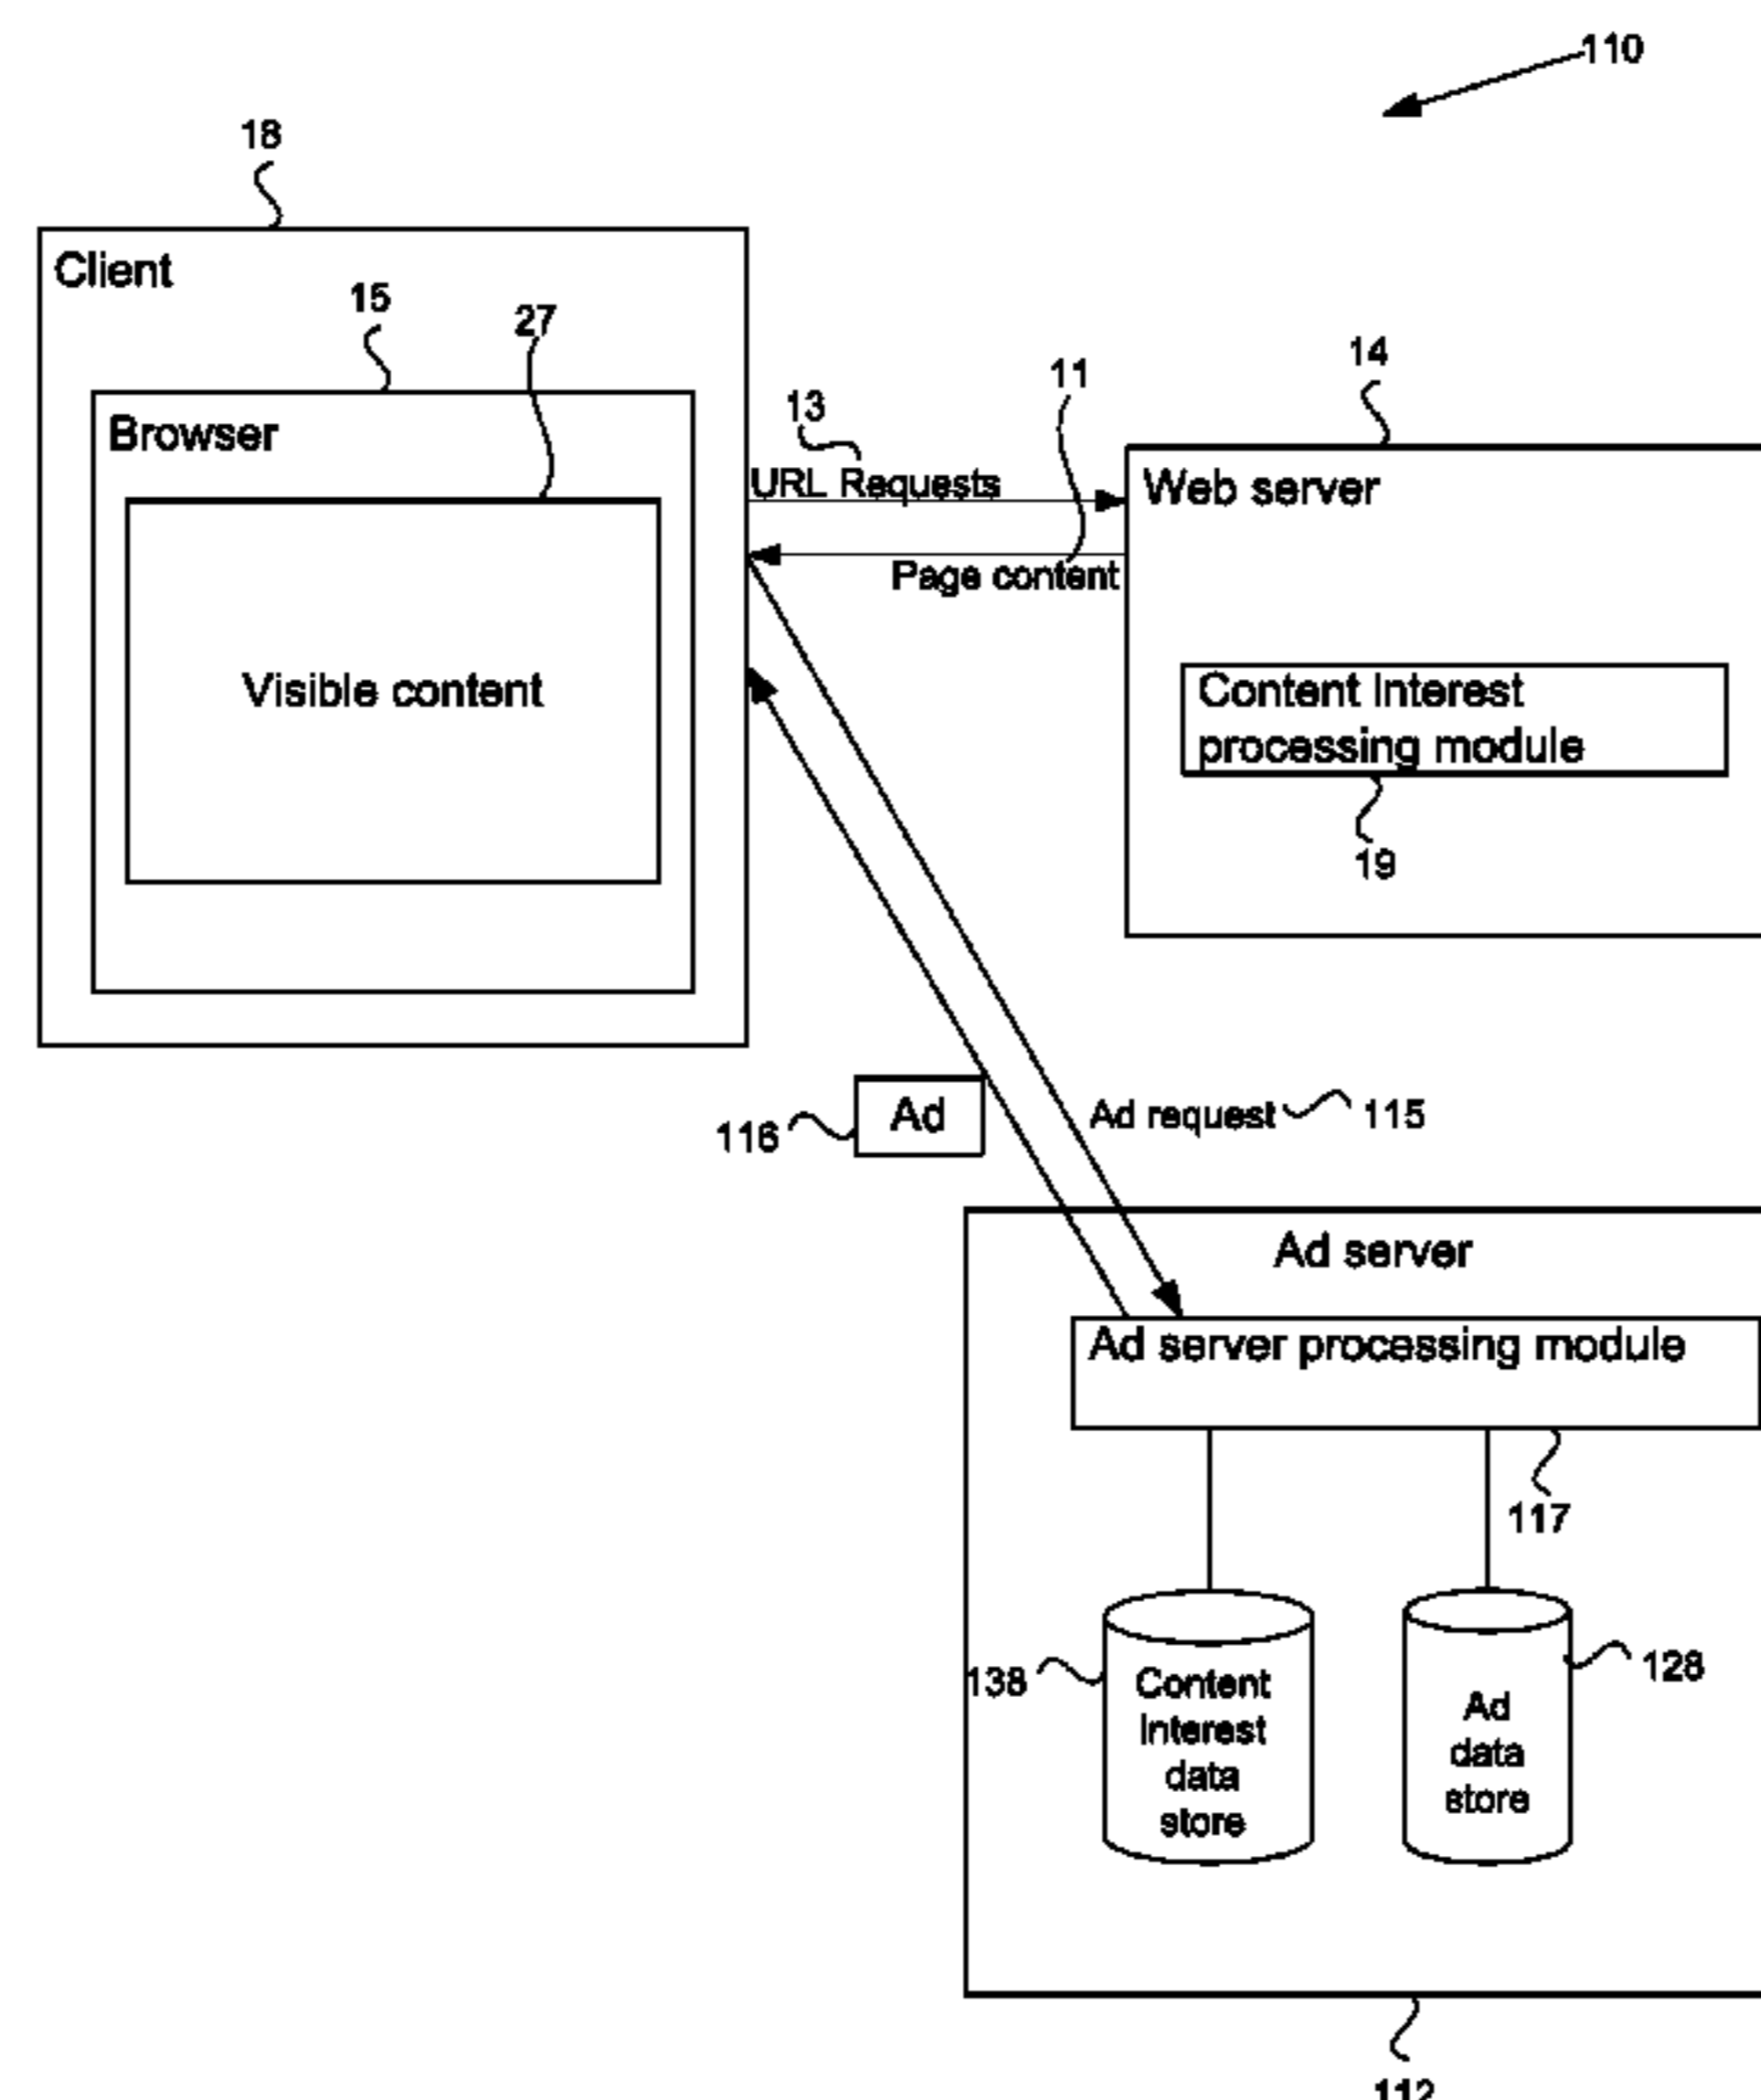 110
18
Client
15
27
Browser
Visible content
13
URL Requests
11
Page content
14
Web server
Content Interest
processing module
19
116
Ad
Ad request
115
Ad server
Ad server processing module
117
138
Content
Interest
data
store
Ad
data
store
128
112